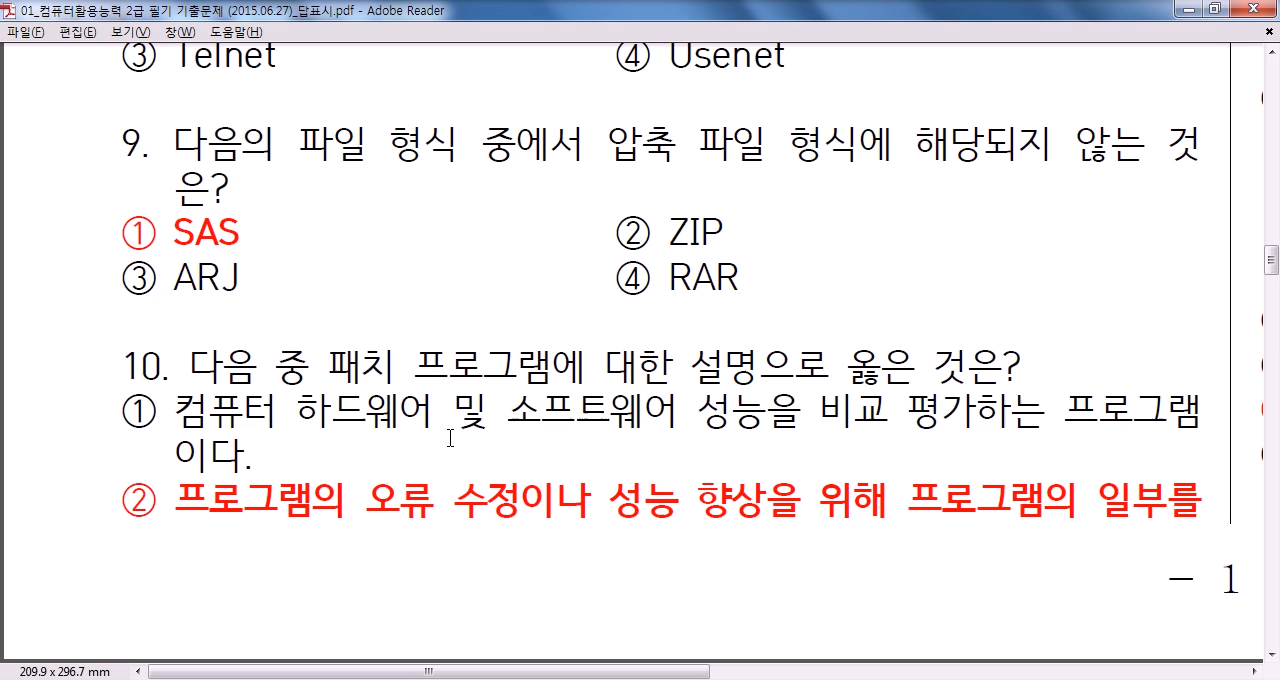 01_컴퓨터활용능력 2급 필기 기출문제 (2015.06.27)_답표시.pdf - Adobe Reader
파일(F) 편집(E) 보기(V) 창(W) 도움말(H)
③ Telnet ④ Usenet
9. 다음의 파일 형식 중에서 압축 파일 형식에 해당되지 않는 것
은?
① SAS ② ZIP
③ ARJ ④ RAR
10. 다음 중 패치 프로그램에 대한 설명으로 옳은 것은?
① 컴퓨터 하드웨어 및 소프트웨어 성능을 비교 평가하는 프로그램
이다.
② 프로그램의 오류 수정이나 성능 향상을 위해 프로그램의 일부를
- 1
209.9 x 296.7 mm